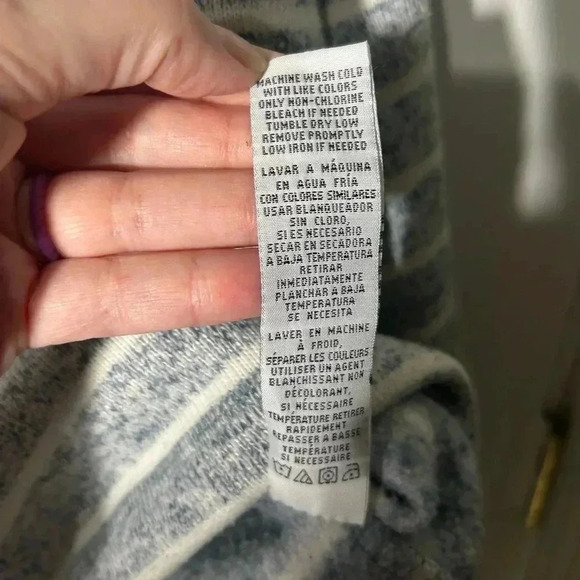 MACHINE WASH COLD
WITH LIKE COLORS
ONLY NON-CHLORINE
BLEACH IF NEEDED
TUMBLE DRY LOW
REMOVE PROMPTLY
LOW IRON IF NEEDED
LAVAR A MÁQUINA
EN AGUA FRÍA
CON COLORES SIMILARES
USAR BLANQUEADOR
SIN CLORO,
SI ES NECESARIO
SECAR EN SECADORA
A BAJA TEMPERATURA
RETIRAR
INMEDIATAMENTE
PLANCHAR A BAJA
TEMPERATURA
SE NECESITA
LAVER EN MACHINE
À FROID,
SÉPARER LES COULEURS
UTILISER UN AGENT
BLANCHISSANT NON
DÉCOLORANT,
SI NÉCESSAIRE
TEMPÉRATURE RETIRER
RAPIDEMENT
REPASSER A BASSE
TEMPÉRATURE
SI NÉCESSAIRE